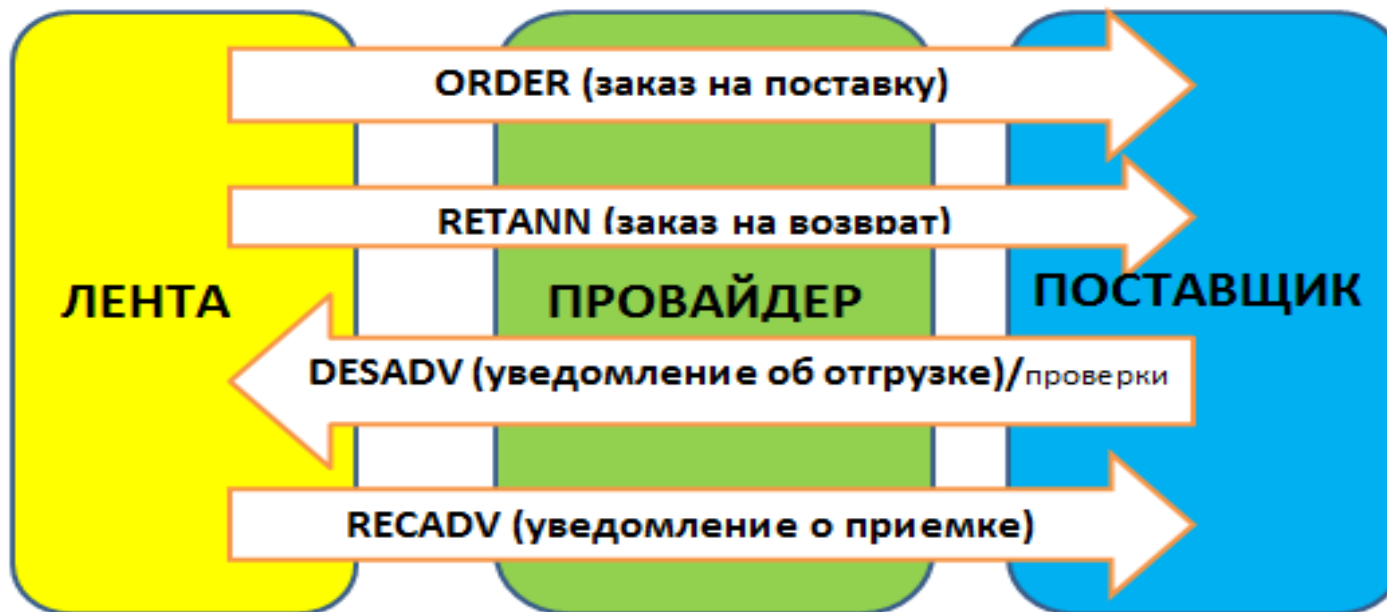 ORDER (заказ на поставку)
RETANN (заказ на возврат)
ЛЕНТА
ПРОВАЙДЕР
ПОСТАВЩИК
DESADV (уведомление об отгрузке)/проверки
RECADV (уведомление о приемке)